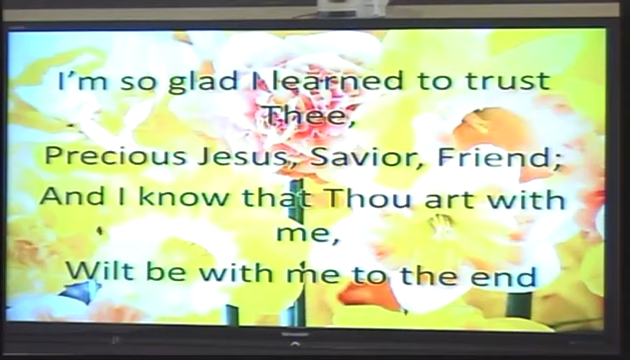 I'm so glad I learned to trust
Thee,
Precious Jesus, Savior, Friend;
And I know that Thou art with
me,
Wilt be with me to the end